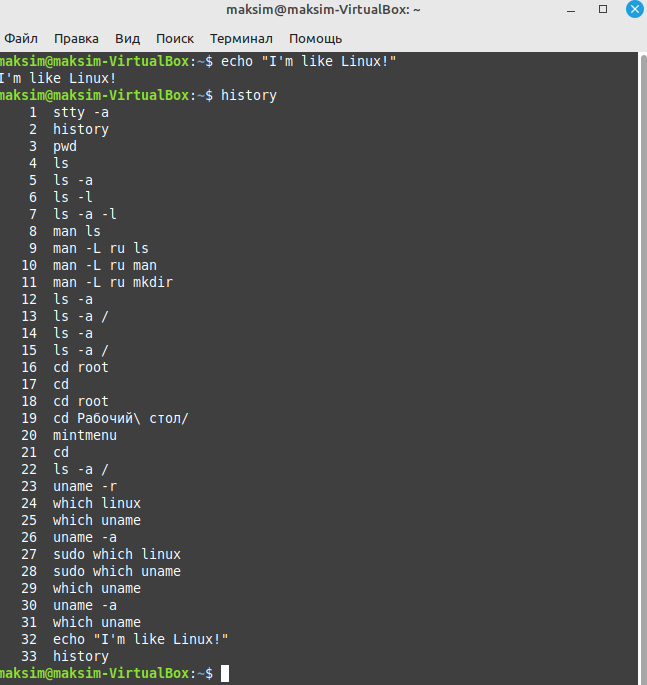 maksim@maksim-VirtualBox: ~
Файл Правка Вид Поиск Терминал Помощь
maksim@maksim-VirtualBox:~$ echo "I'm like Linux!"
I'm like Linux!
maksim@maksim-VirtualBox:~$ history
1 stty -a
2 history
3 pwd
4 ls
5 ls -a
6 ls -l
7 ls -a -l
8 man ls
9 man -L ru ls
10 man -L ru man
11 man -L ru mkdir
12 ls -a
13 ls -a /
14 ls -a
15 ls -a /
16 cd root
17 cd
18 cd root
19 cd Рабочий\ стол/
20 mintmenu
21 cd
22 ls -a /
23 uname -r
24 which linux
25 which uname
26 uname -a
27 sudo which linux
28 sudo which uname
29 which uname
30 uname -a
31 which uname
32 echo "I'm like Linux!"
33 history
maksim@maksim-VirtualBox:~$